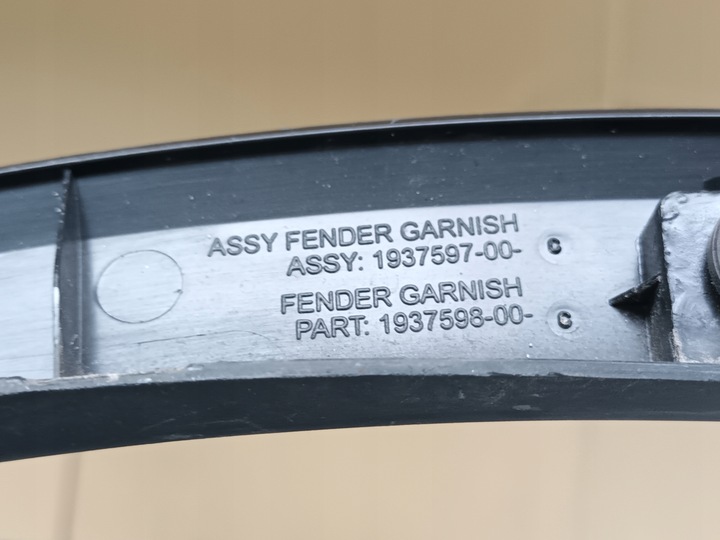 ASSY FENDER GARNISH
ASSY: 1937597-00- C
FENDER GARNISH
PART: 1937598-00- C